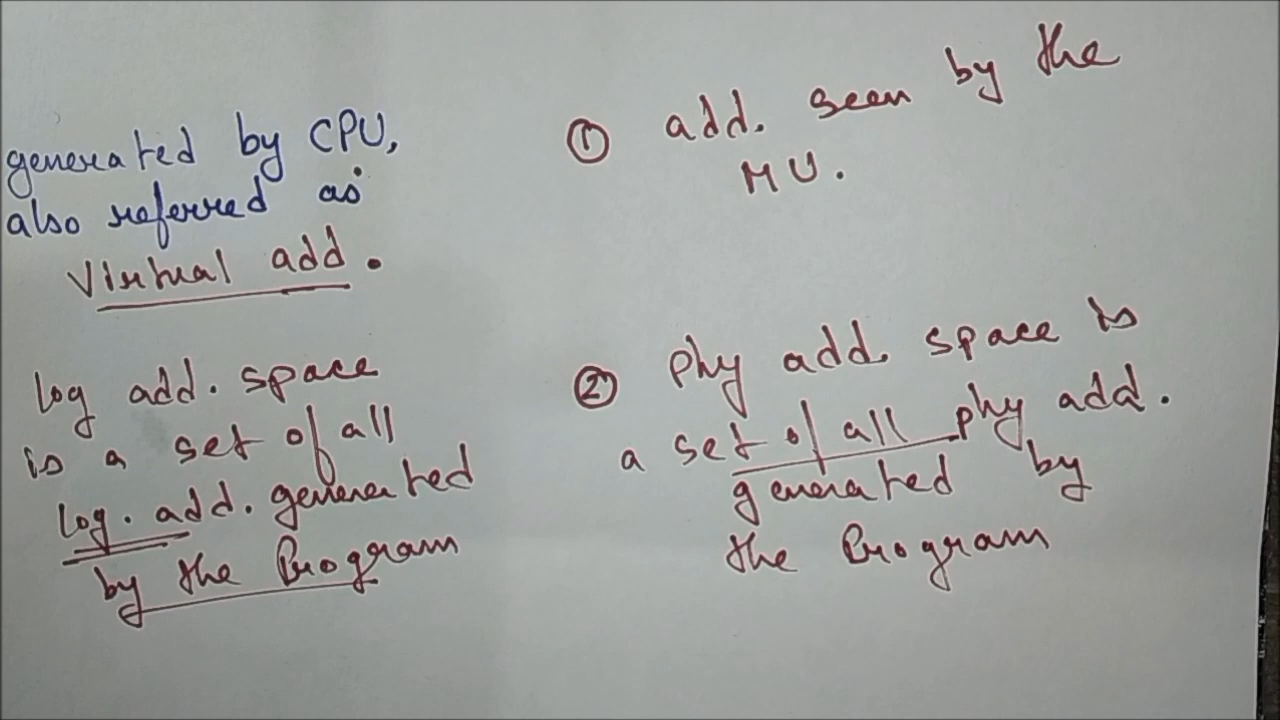 generated by CPU,
also referred as
Virtual add.
log add. space
is a set of all
log. add. generated
by the Program
① add. seen by the
MU.
② Phy add. space is
a set of all phy add.
generated by
the Program